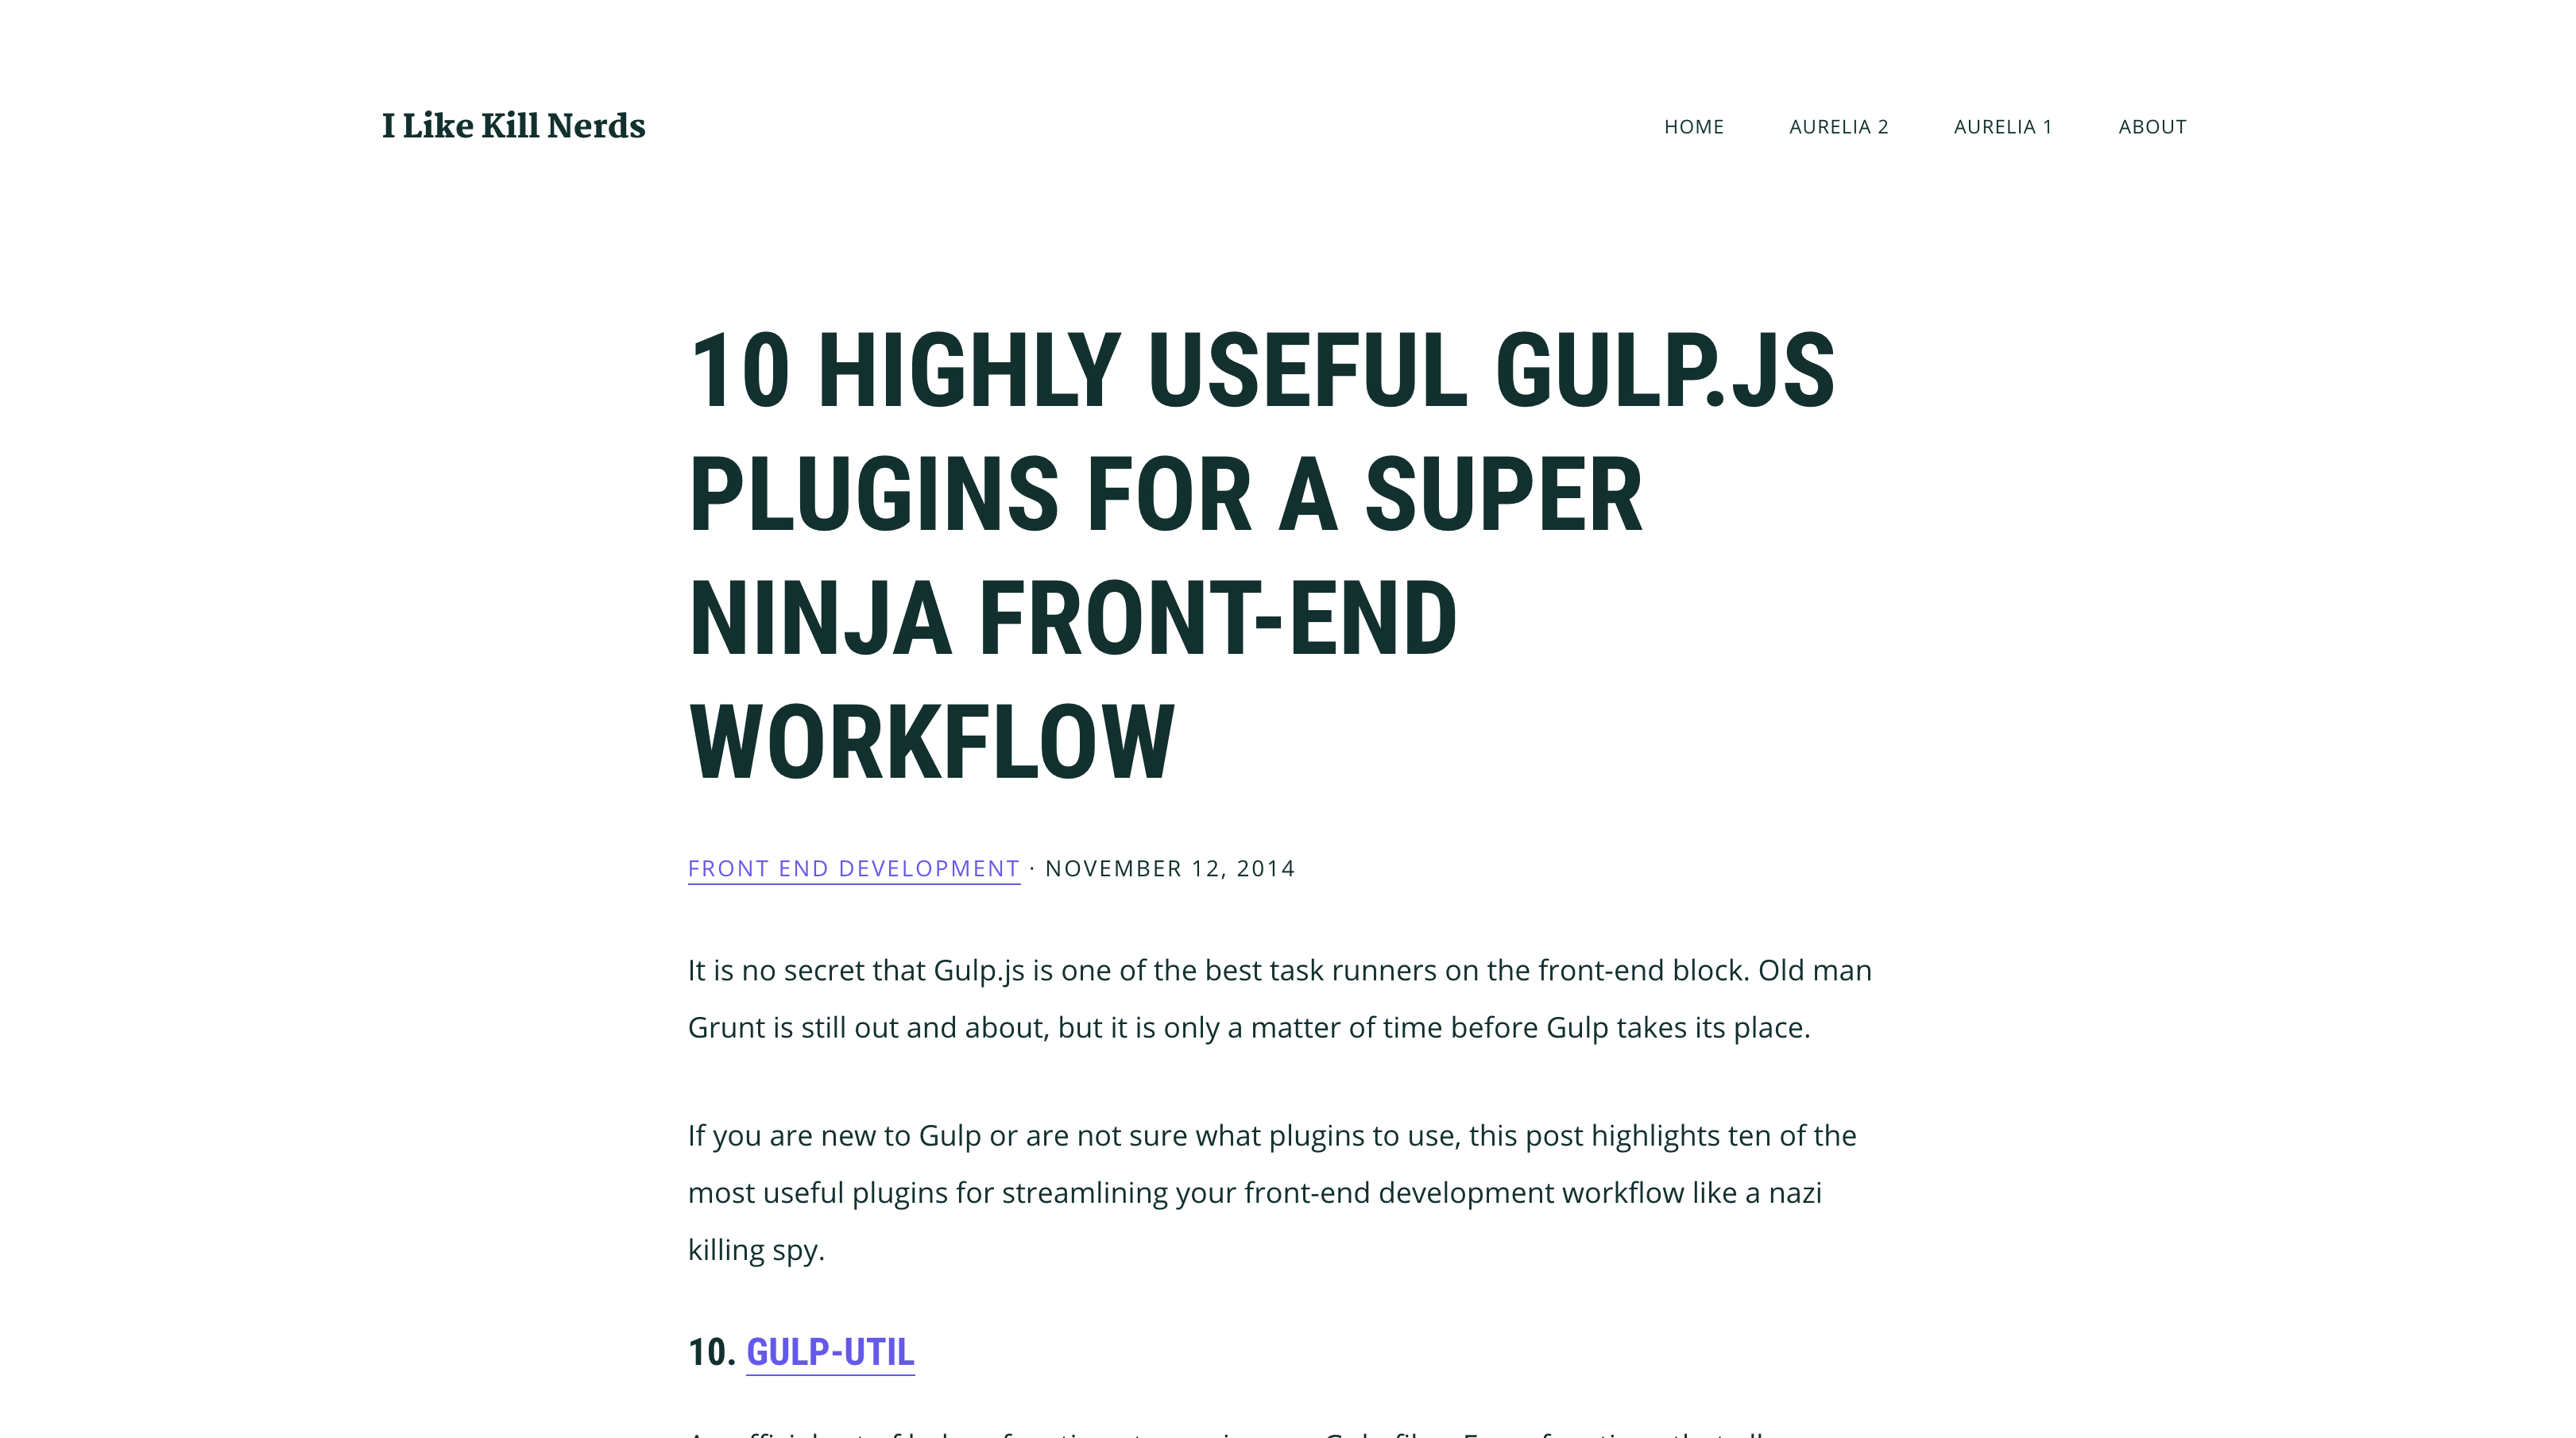 I Like Kill Nerds
HOME
AURELIA 2
AURELIA 1
ABOUT
10 HIGHLY USEFUL GULP.JS
PLUGINS FOR A SUPER
NINJA FRONT-END
WORKFLOW
FRONT END DEVELOPMENT · NOVEMBER 12, 2014
It is no secret that Gulp.js is one of the best task runners on the front-end block. Old man
Grunt is still out and about, but it is only a matter of time before Gulp takes its place.
If you are new to Gulp or are not sure what plugins to use, this post highlights ten of the
most useful plugins for streamlining your front-end development workflow like a nazi
killing spy.
10. GULP-UTIL